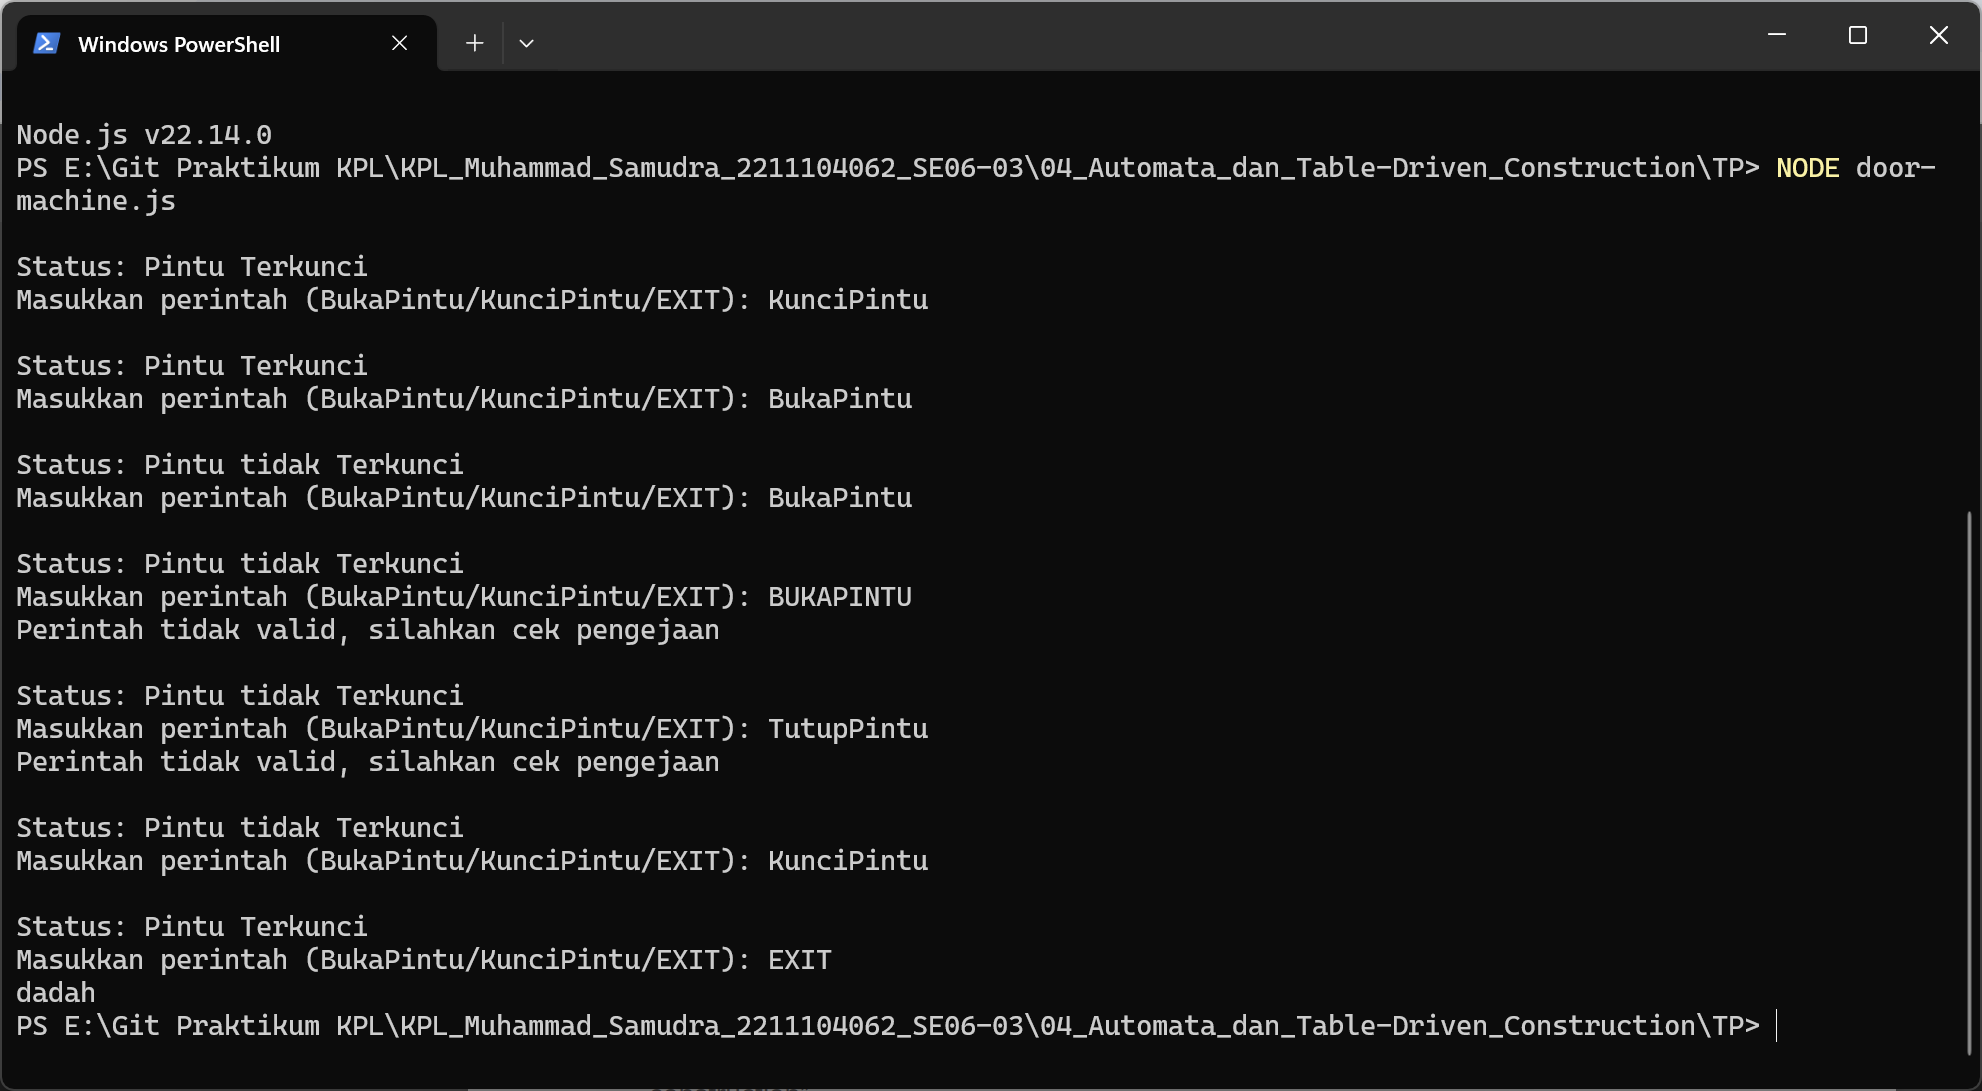 Windows PowerShell
Node.js v22.14.0
PS E:\Git Praktikum KPL\KPL_Muhammad_Samudra_2211104062_SE06-03\04_Automata_dan_Table-Driven_Construction\TP> NODE door-
machine.js
Status: Pintu Terkunci
Masukkan perintah (BukaPintu/KunciPintu/EXIT): KunciPintu
Status: Pintu Terkunci
Masukkan perintah (BukaPintu/KunciPintu/EXIT): BukaPintu
Status: Pintu tidak Terkunci
Masukkan perintah (BukaPintu/KunciPintu/EXIT): BukaPintu
Status: Pintu tidak Terkunci
Masukkan perintah (BukaPintu/KunciPintu/EXIT): BUKAPINTU
Perintah tidak valid, silahkan cek pengejaan
Status: Pintu tidak Terkunci
Masukkan perintah (BukaPintu/KunciPintu/EXIT): TutupPintu
Perintah tidak valid, silahkan cek pengejaan
Status: Pintu tidak Terkunci
Masukkan perintah (BukaPintu/KunciPintu/EXIT): KunciPintu
Status: Pintu Terkunci
Masukkan perintah (BukaPintu/KunciPintu/EXIT): EXIT
dadah
PS E:\Git Praktikum KPL\KPL_Muhammad_Samudra_2211104062_SE06-03\04_Automata_dan_Table-Driven_Construction\TP>